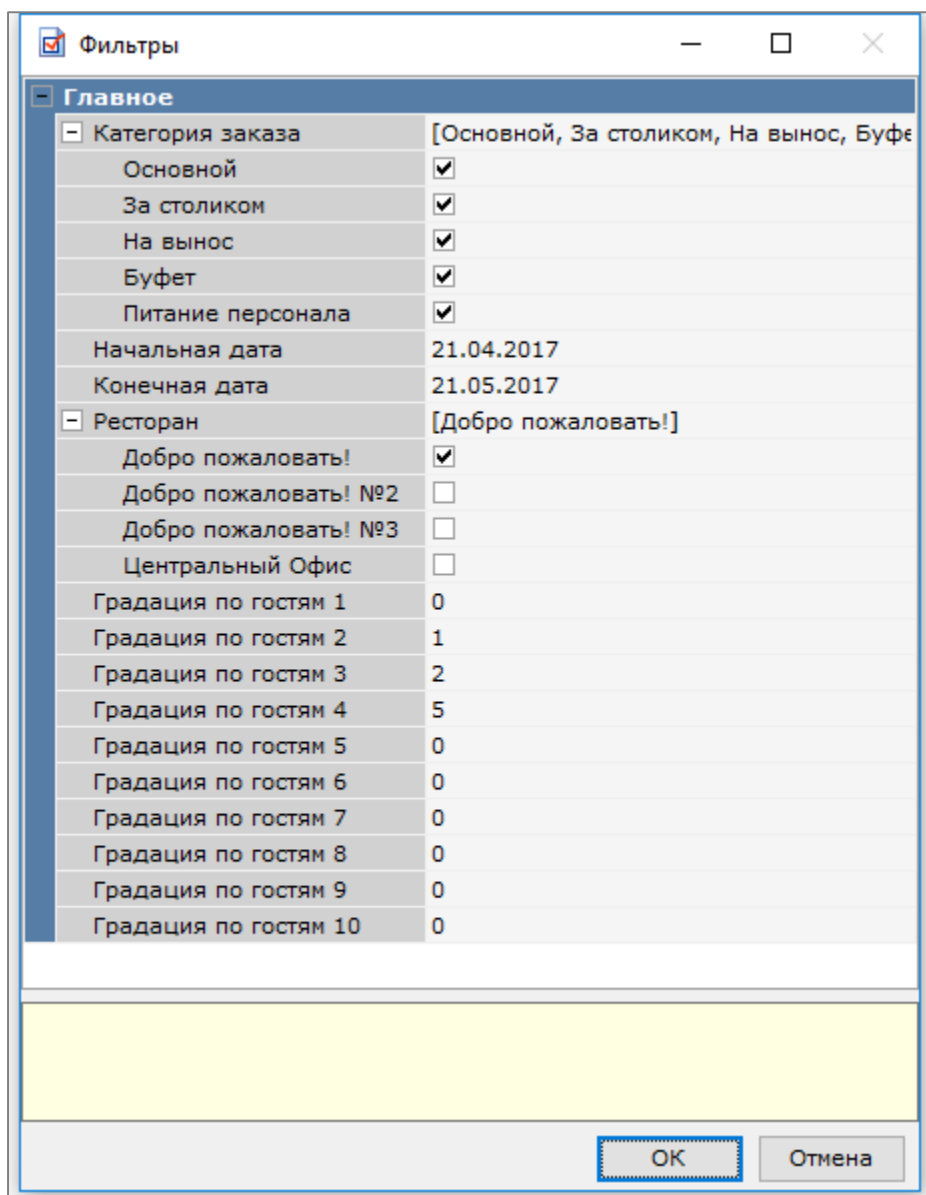 Фильтры
Главное
Категория заказа [Основной, За столиком, На вынос, Буфе
Основной
За столиком
На вынос
Буфет
Питание персонала
Начальная дата 21.04.2017
Конечная дата 21.05.2017
Ресторан [Добро пожаловать!]
Добро пожаловать!
Добро пожаловать! №2
Добро пожаловать! №3
Центральный Офис
Градация по гостям 1 0
Градация по гостям 2 1
Градация по гостям 3 2
Градация по гостям 4 5
Градация по гостям 5 0
Градация по гостям 6 0
Градация по гостям 7 0
Градация по гостям 8 0
Градация по гостям 9 0
Градация по гостям 10 0
ОК Отмена